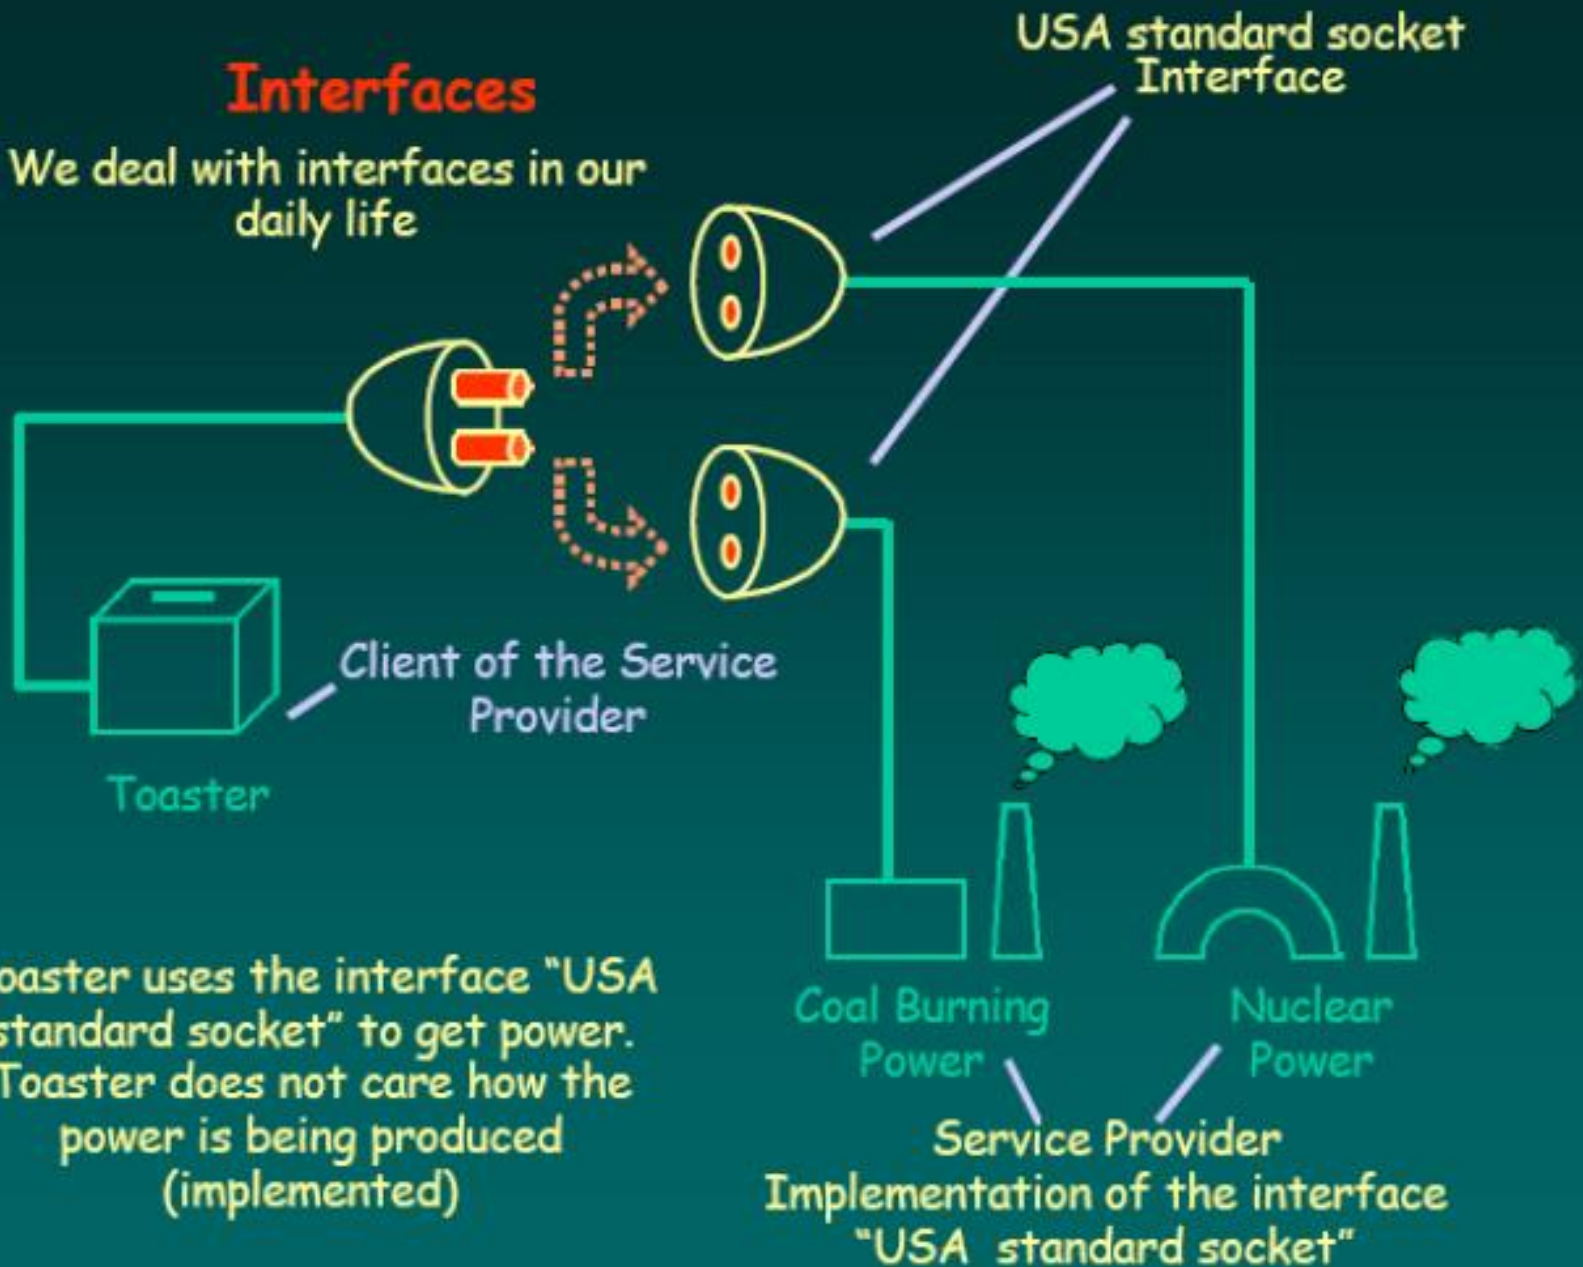 Interfaces
We deal with interfaces in our
daily life
USA standard socket
Interface
Client of the Service
Provider
Toaster
oaster uses the interface “USA
standard socket” to get power.
Toaster does not care how the
power is being produced
(implemented)
Coal Burning
Power
Nuclear
Power
Service Provider
Implementation of the interface
“USA standard socket”